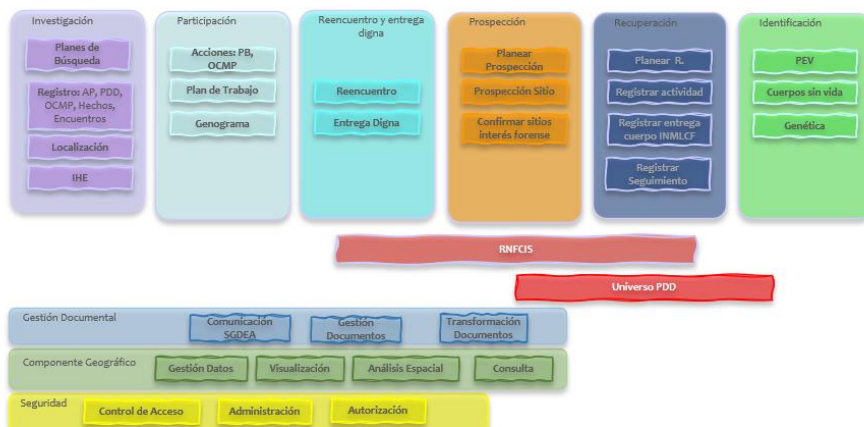 Investigación
Planes de
Búsqueda
Registro: AP, PDD,
OCMP, Hechos,
Encuentros
Localización
IHE
Participación
Acciones: PB,
OCMP
Plan de Trabajo
Genograma
Reencuentro y entrega
digna
Reencuentro
Entrega Digna
Prospección
Planear
Prospección
Prospección Sitio
Confirmar sitios
interés forense
Recuperación
Planear R.
Registrar actividad
Registrar entrega
cuerpo INMLCF
Registrar
Seguimiento
Identificación
PEV
Cuerpos sin vida
Genética
RNFCIS
Universo PDD
Gestión Documental
Comunicación
SGDEA
Gestión
Documentos
Transformación
Documentos
Componente Geográfico
Gestión Datos
Visualización
Análisis Espacial
Consulta
Seguridad
Control de Acceso
Administración
Autorización